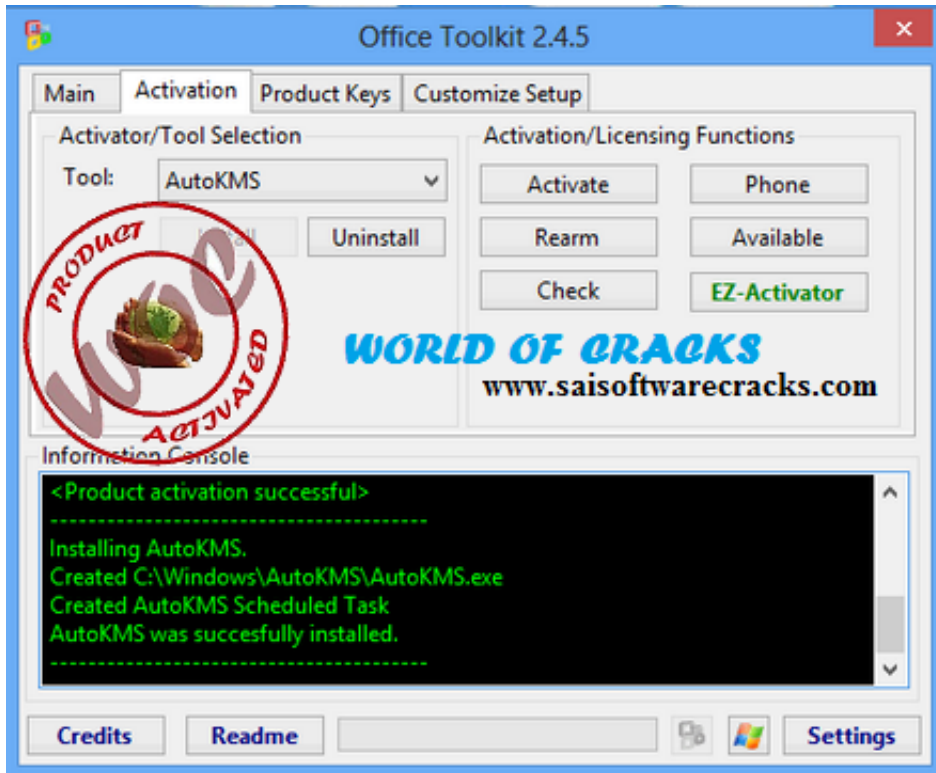 Office Toolkit 2.4.5
Main Activation Product Keys Customize Setup
Activator/Tool Selection
Tool: AutoKMS
Uninstall
Activation/Licensing Functions
Activate Phone
Rearm Available
Check EZ-Activator
PRODUCT
woc
ACTIVATED
WORLD OF CRACKS
www.saisoftwarecracks.com
Information Console
<Product activation successful>
----------------------------------------
Installing AutoKMS.
Created C:\Windows\AutoKMS\AutoKMS.exe
Created AutoKMS Scheduled Task
AutoKMS was succesfully installed.
----------------------------------------
Credits Readme Settings